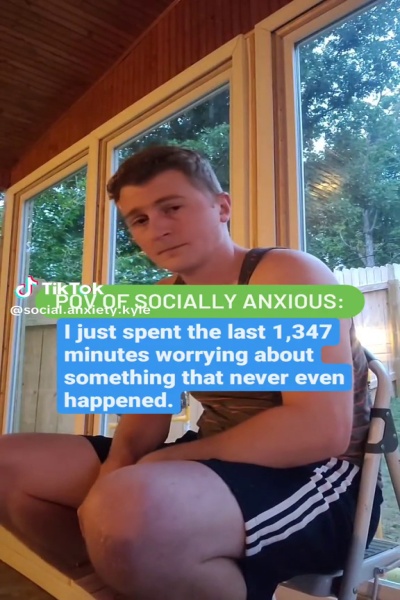 TikTok
@social.anxiety.kyle
POV OF SOCIALLY ANXIOUS:
I just spent the last 1,347
minutes worrying about
something that never even
happened.